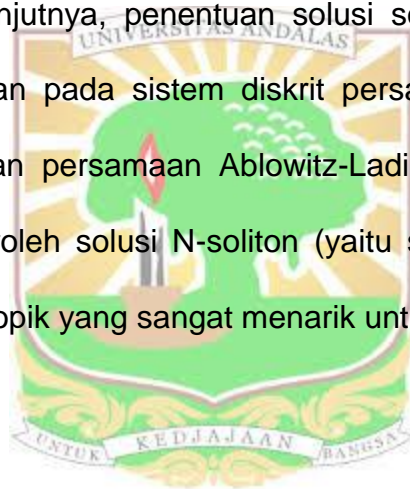 njutnya, penentuan solusi s
UNIVERSITAS ANDALAS
an pada sistem diskrit persa
an persamaan Ablowitz-Ladi
oleh solusi N-soliton (yaitu s
opik yang sangat menarik unt
UNTUK KEDJAJAAN BANGSA